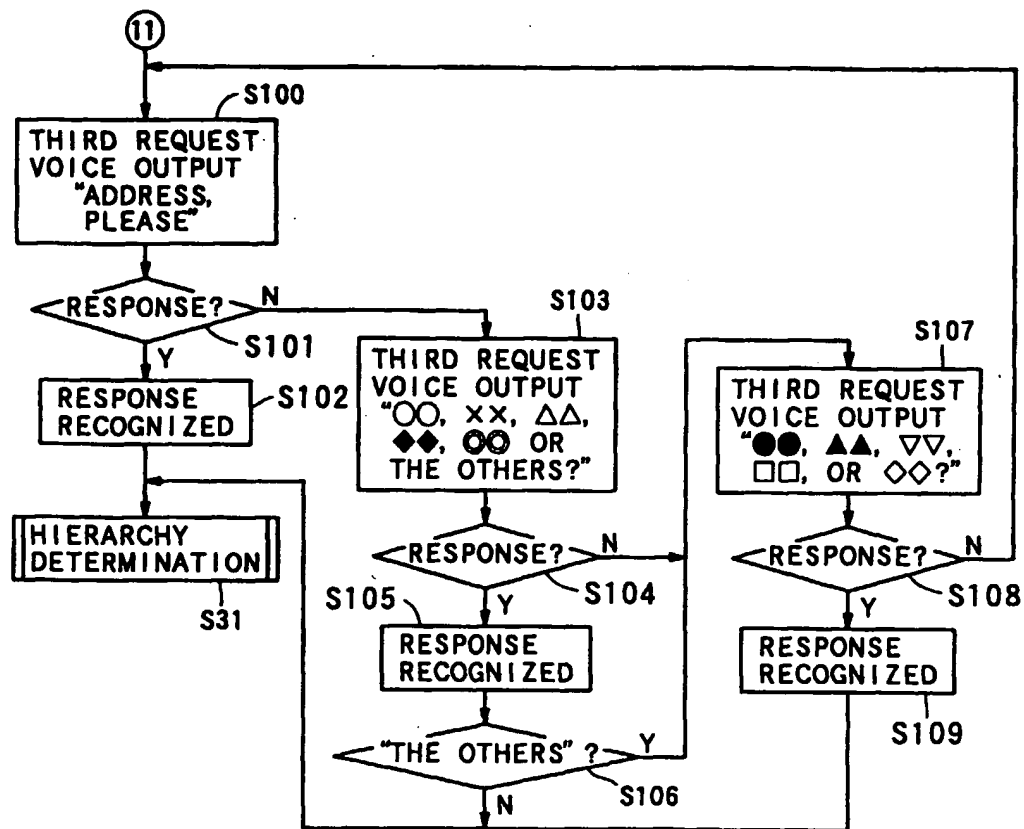 11
S100
THIRD REQUEST
VOICE OUTPUT
"ADDRESS,
PLEASE"
RESPONSE?
N
S101
Y
RESPONSE
RECOGNIZED
S102
HIERARCHY
DETERMINATION
S31
S103
THIRD REQUEST
VOICE OUTPUT
"○○, ××, △△,
◆◆, ◎◎ OR
THE OTHERS?"
RESPONSE?
N
S104
Y
S105
RESPONSE
RECOGNIZED
"THE OTHERS" ?
Y
S106
N
S107
THIRD REQUEST
VOICE OUTPUT
"●●, ▲▲, ▽▽,
□□, OR ◇◇?"
RESPONSE?
N
S108
Y
RESPONSE
RECOGNIZED
S109